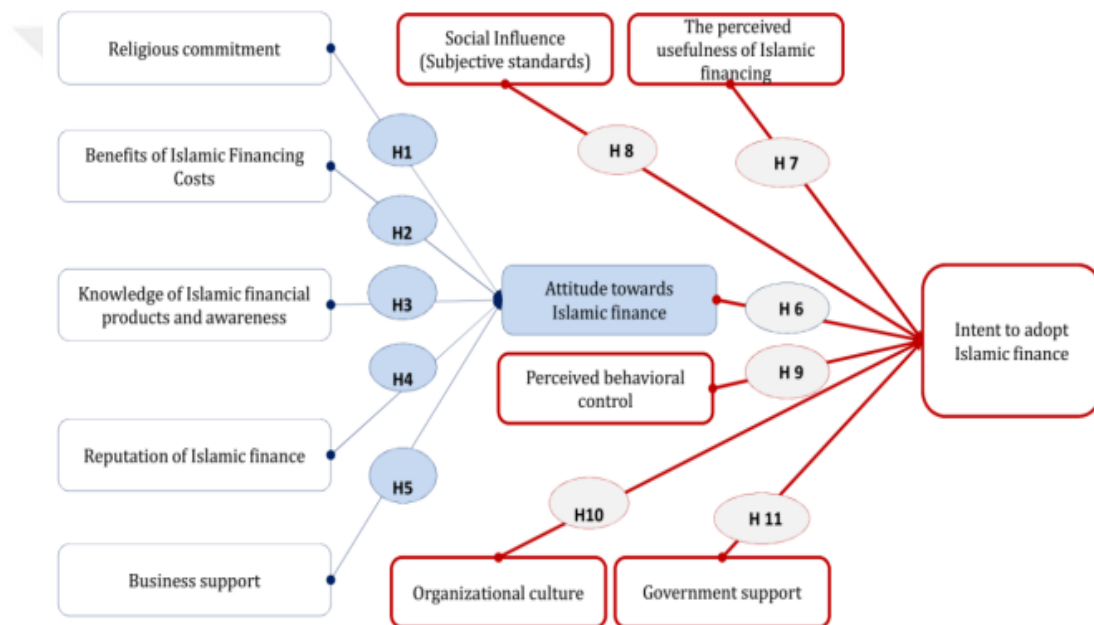 Religious commitment
Social Influence
(Subjective standards)
The perceived
usefulness of Islamic
financing
H1
H 8
H 7
Benefits of Islamic Financing
Costs
H2
Knowledge of Islamic financial
products and awareness
H3
Attitude towards
Islamic finance
H 6
Intent to adopt
Islamic finance
H4
Perceived behavioral
control
H 9
Reputation of Islamic finance
H5
H10
H 11
Business support
Organizational culture
Government support